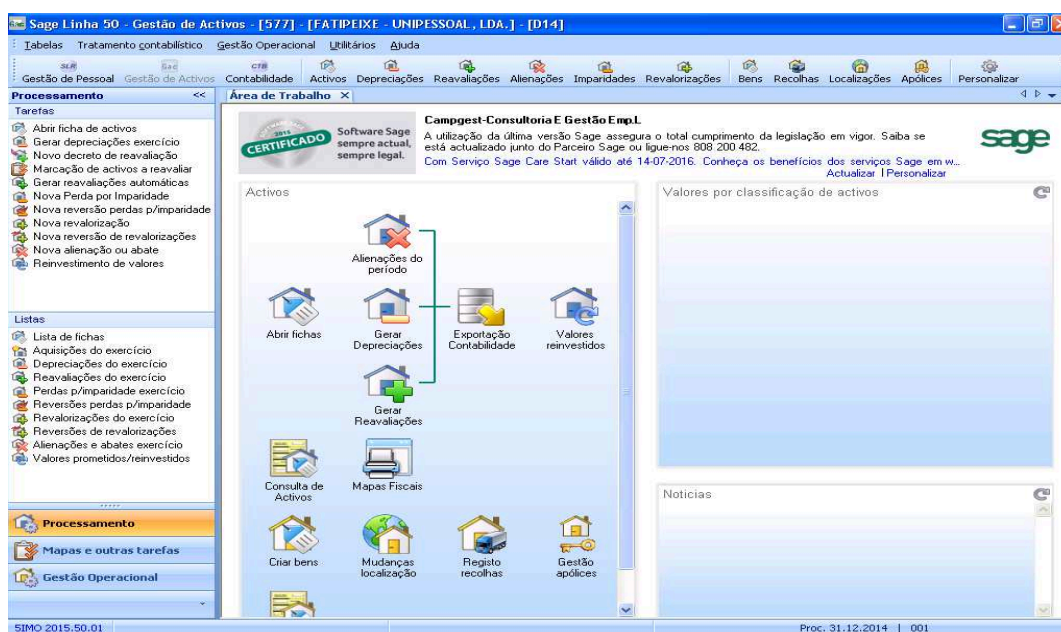 Sage Linha 50 - Gestão de Activos - [577] - [FATIPEIXE - UNIPESSOAL, LDA.] - [D14]
Tabelas Tratamento contabilístico Gestão Operacional Utilitários Ajuda
SLR Gac CTB
Gestão de Pessoal Gestão de Activos Contabilidade Activos Depreciações Reavaliações Alienações Imparidades Revalorizações Bens Recolhas Localizações Apólices Personalizar
Processamento <<
Tarefas
Abrir ficha de activos
Gerar depreciações exercício
Novo decreto de reavaliação
Marcação de activos a reavaliar
Gerar reavaliações automáticas
Nova Perda por Imparidade
Nova reversão perdas p/imparidade
Nova revalorização
Nova reversão de revalorizações
Nova alienação ou abate
Reinvestimento de valores
Listas
Lista de fichas
Aquisições do exercício
Depreciações do exercício
Reavaliações do exercício
Perdas p/imparidade exercício
Reversões perdas p/imparidade
Revalorizações do exercício
Reversões de revalorizações
Alienações e abates exercício
Valores prometidos/reinvestidos
Processamento
Mapas e outras tarefas
Gestão Operacional
Área de Trabalho
2015
CERTIFICADO
Software Sage
sempre actual,
sempre legal.
Campgest-Consultoria E Gestão Emp.L
A utilização da última versão Sage assegura o total cumprimento da legislação em vigor. Saiba se
está actualizado junto do Parceiro Sage ou ligue-nos 808 200 482.
Com Serviço Sage Care Start válido até 14-07-2016. Conheça os benefícios dos serviços Sage em w...
Actualizar | Personalizar
sage
Activos
Alienações do
período
Abrir fichas
Gerar
Depreciações
Exportação
Contabilidade
Valores
reinvestidos
Gerar
Reavaliações
Consulta de
Activos
Mapas Fiscais
Criar bens
Mudanças
localização
Registo
recolhas
Gestão
apólices
Valores por classificação de activos
Noticias
SIMO 2015.50.01
Proc. 31.12.2014 | 001